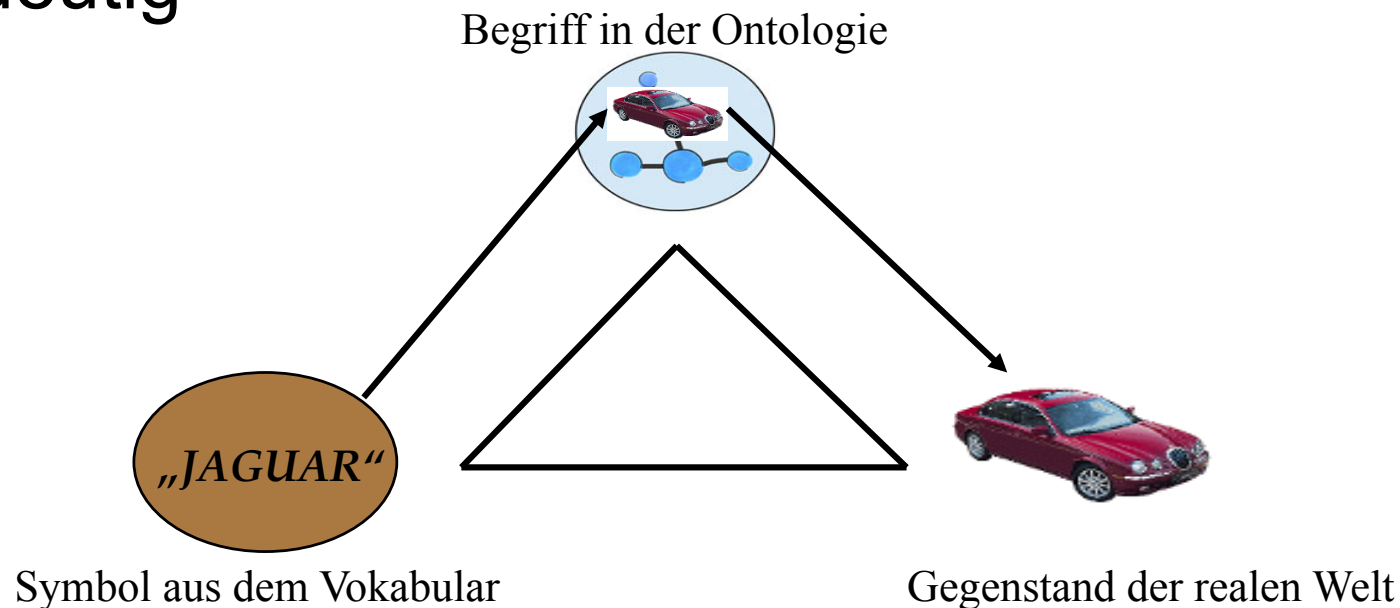 Begriff in der Ontologie
„JAGUAR“
Symbol aus dem Vokabular
Gegenstand der realen Welt